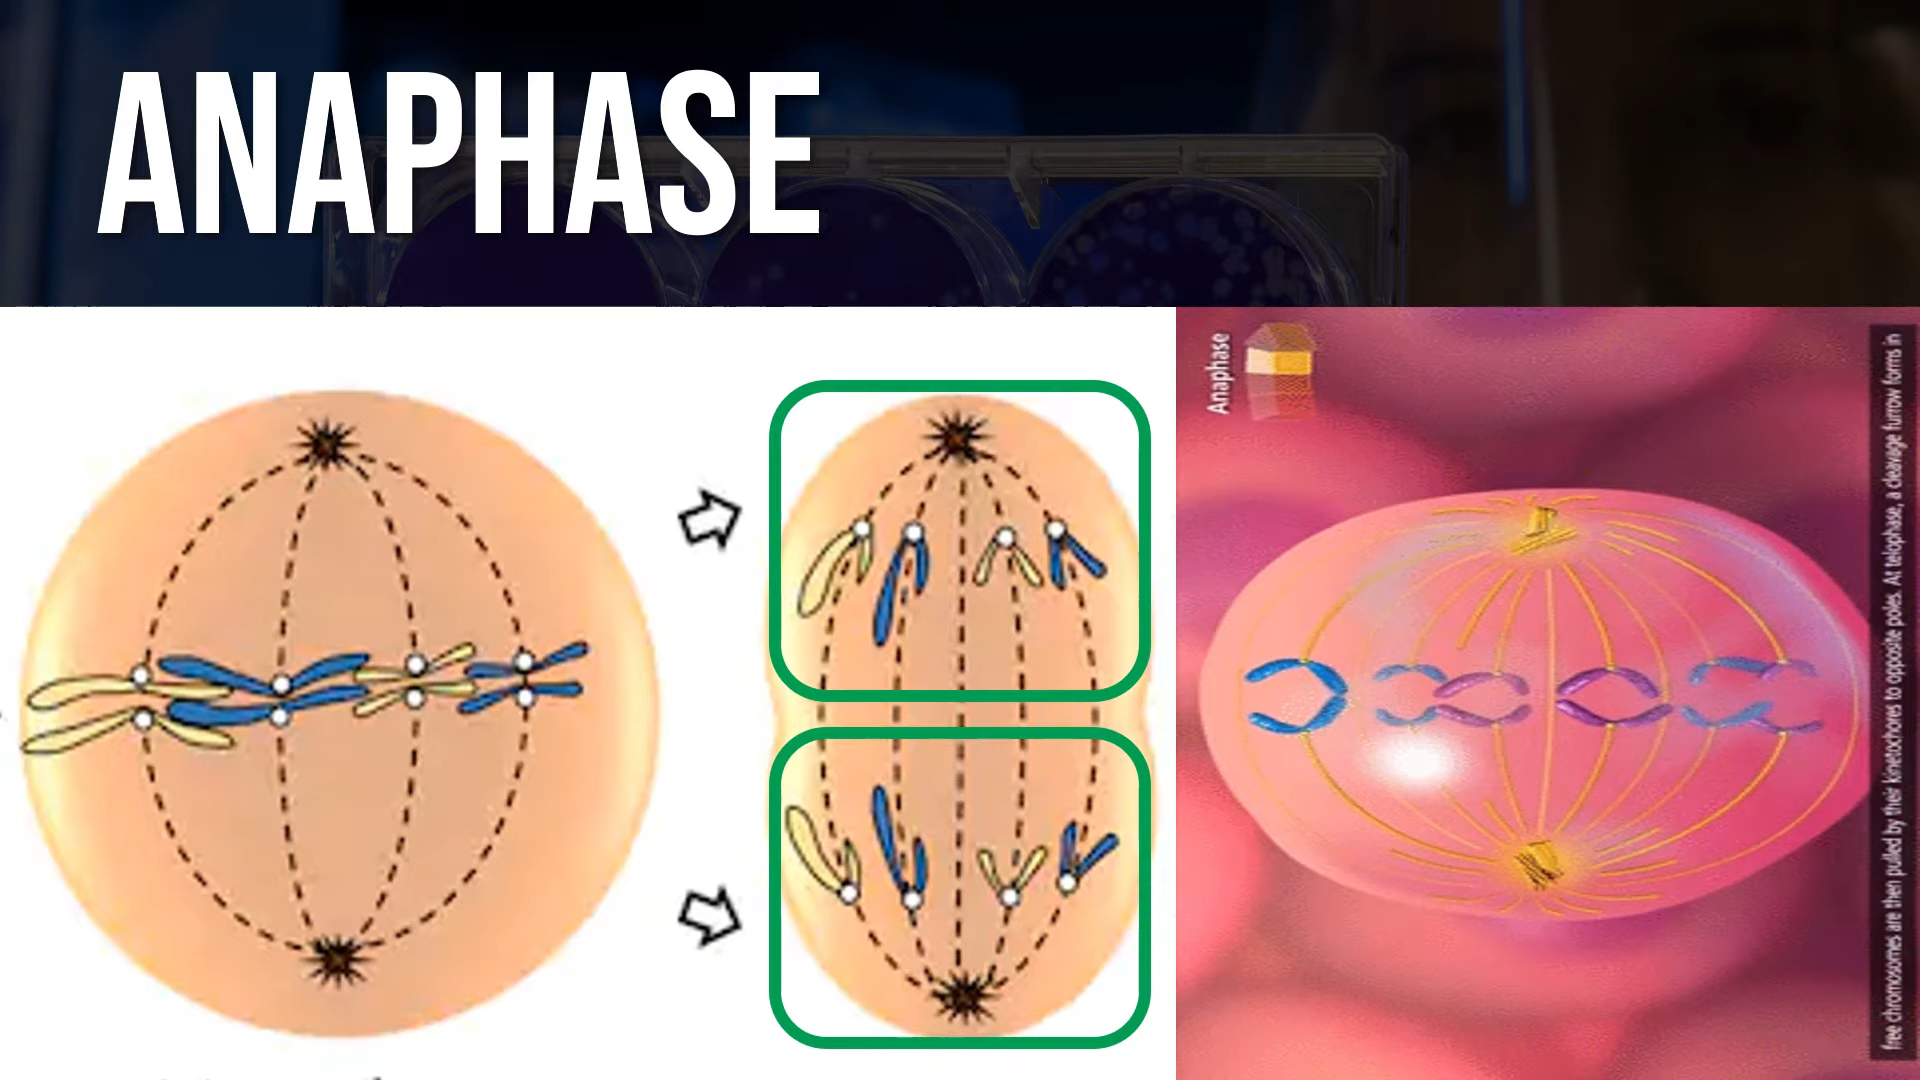 ANAPHASE
Anaphase
free chromosomes are then pulled by their kinetochores to opposite poles. At telophase, a cleavage furrow forms in